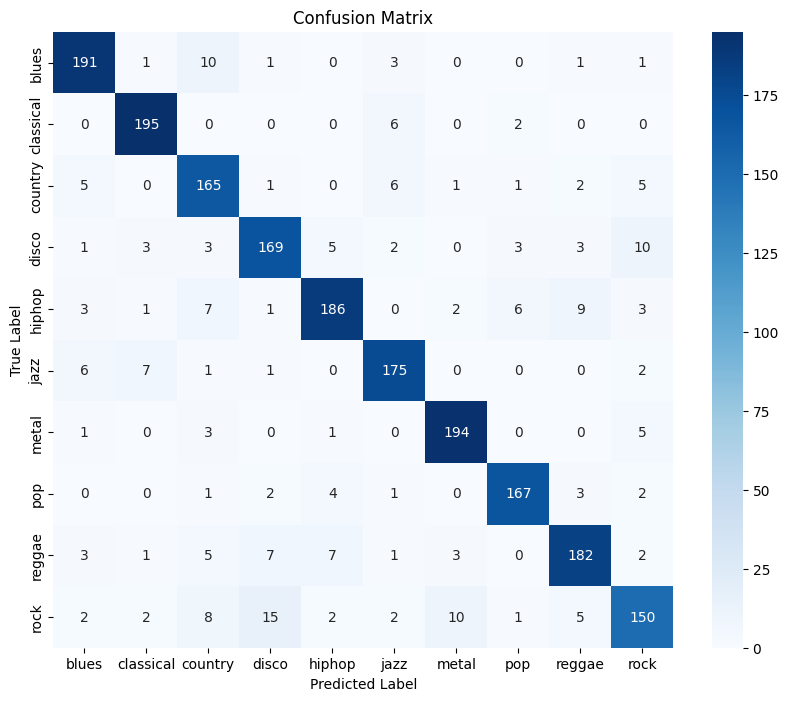 Confusion Matrix
True Label
blues 191 1 10 1 0 3 0 0 1 1
classical 0 195 0 0 0 6 0 2 0 0
country 5 0 165 1 0 6 1 1 2 5
disco 1 3 3 169 5 2 0 3 3 10
hiphop 3 1 7 1 186 0 2 6 9 3
jazz 6 7 1 1 0 175 0 0 0 2
metal 1 0 3 0 1 0 194 0 0 5
pop 0 0 1 2 4 1 0 167 3 2
reggae 3 1 5 7 7 1 3 0 182 2
rock 2 2 8 15 2 2 10 1 5 150
blues classical country disco hiphop jazz metal pop reggae rock
Predicted Label
175
150
125
100
75
50
25
0